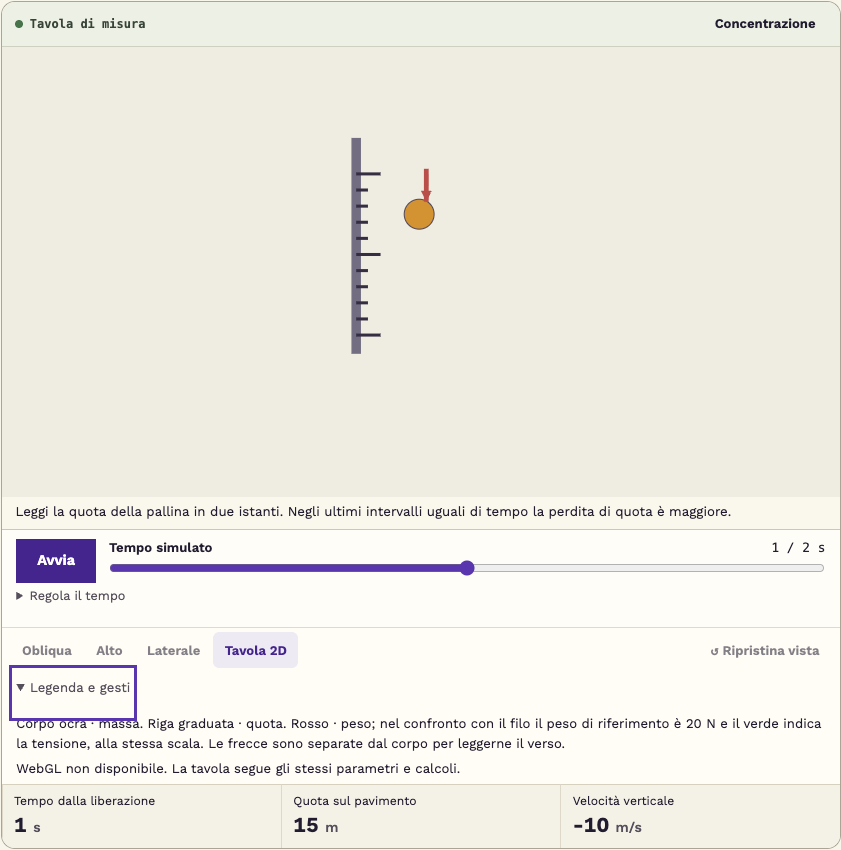 Tavola di misura
Concentrazione
Leggi la quota della pallina in due istanti. Negli ultimi intervalli uguali di tempo la perdita di quota è maggiore.
Avvia
Tempo simulato
1 / 2 s
▶ Regola il tempo
Obliqua
Alto
Laterale
Tavola 2D
↺ Ripristina vista
▼ Legenda e gesti
Corpo ocra · massa. Riga graduata · quota. Rosso · peso; nel confronto con il filo il peso di riferimento è 20 N e il verde indica
la tensione, alla stessa scala. Le frecce sono separate dal corpo per leggerne il verso.
WebGL non disponibile. La tavola segue gli stessi parametri e calcoli.
Tempo dalla liberazione
1 s
Quota sul pavimento
15 m
Velocità verticale
-10 m/s